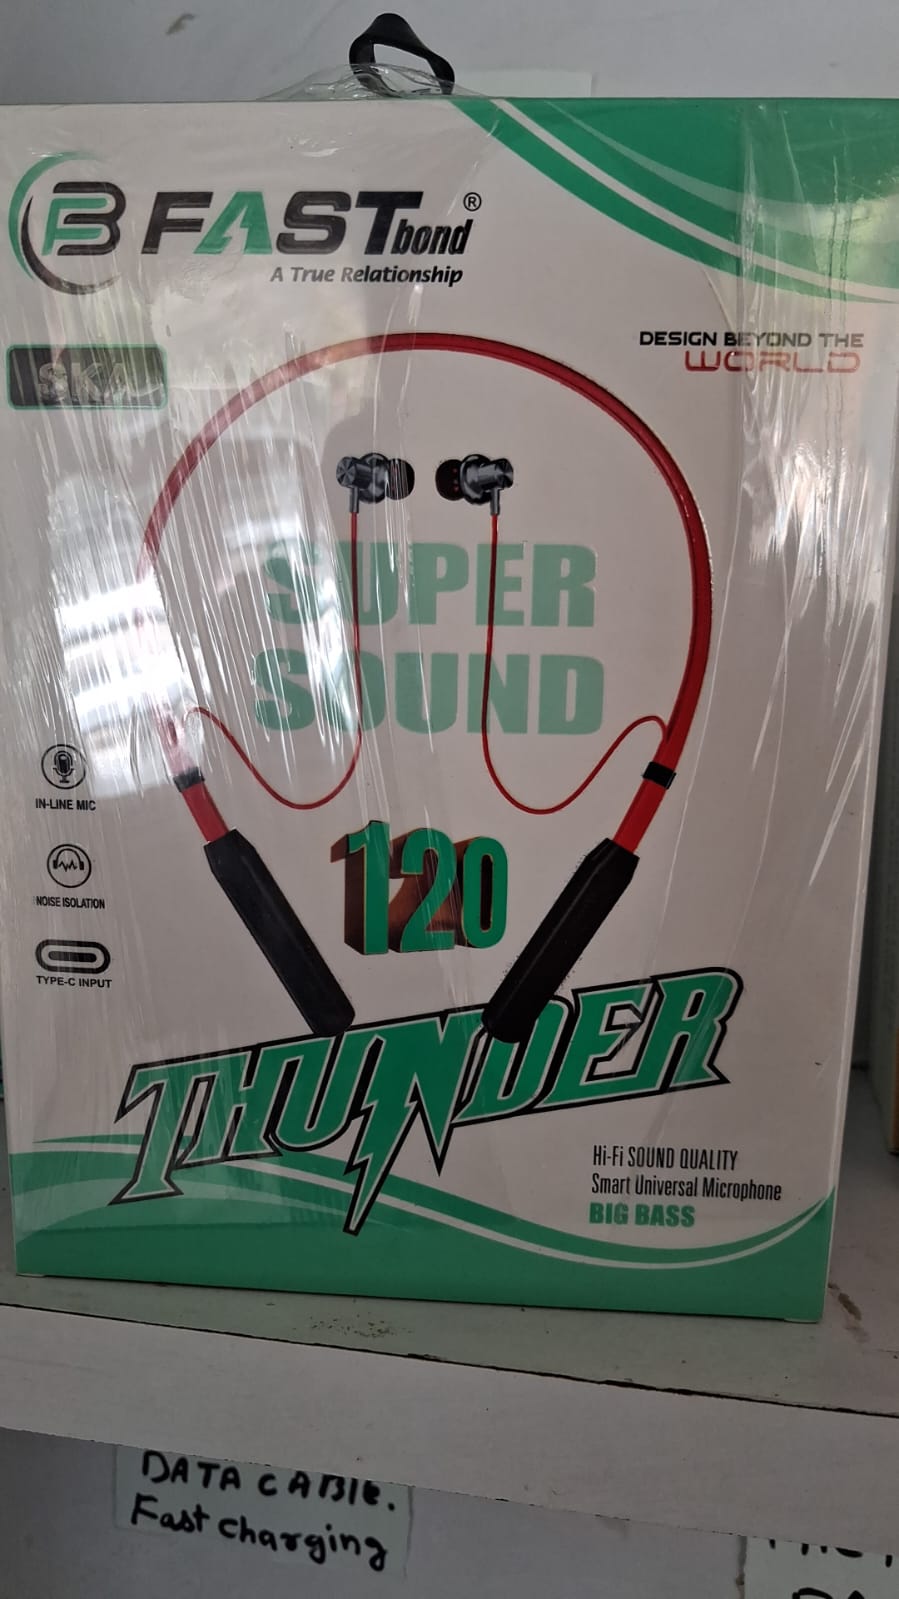 FB FASTbond®
A True Relationship
DESIGN BEYOND THE
WORLD
SUPER
SOUND
IN-LINE MIC
NOISE ISOLATION
TYPE-C INPUT
120
THUNDER
Hi-Fi SOUND QUALITY
Smart Universal Microphone
BIG BASS
DATA CABLE.
Fast charging